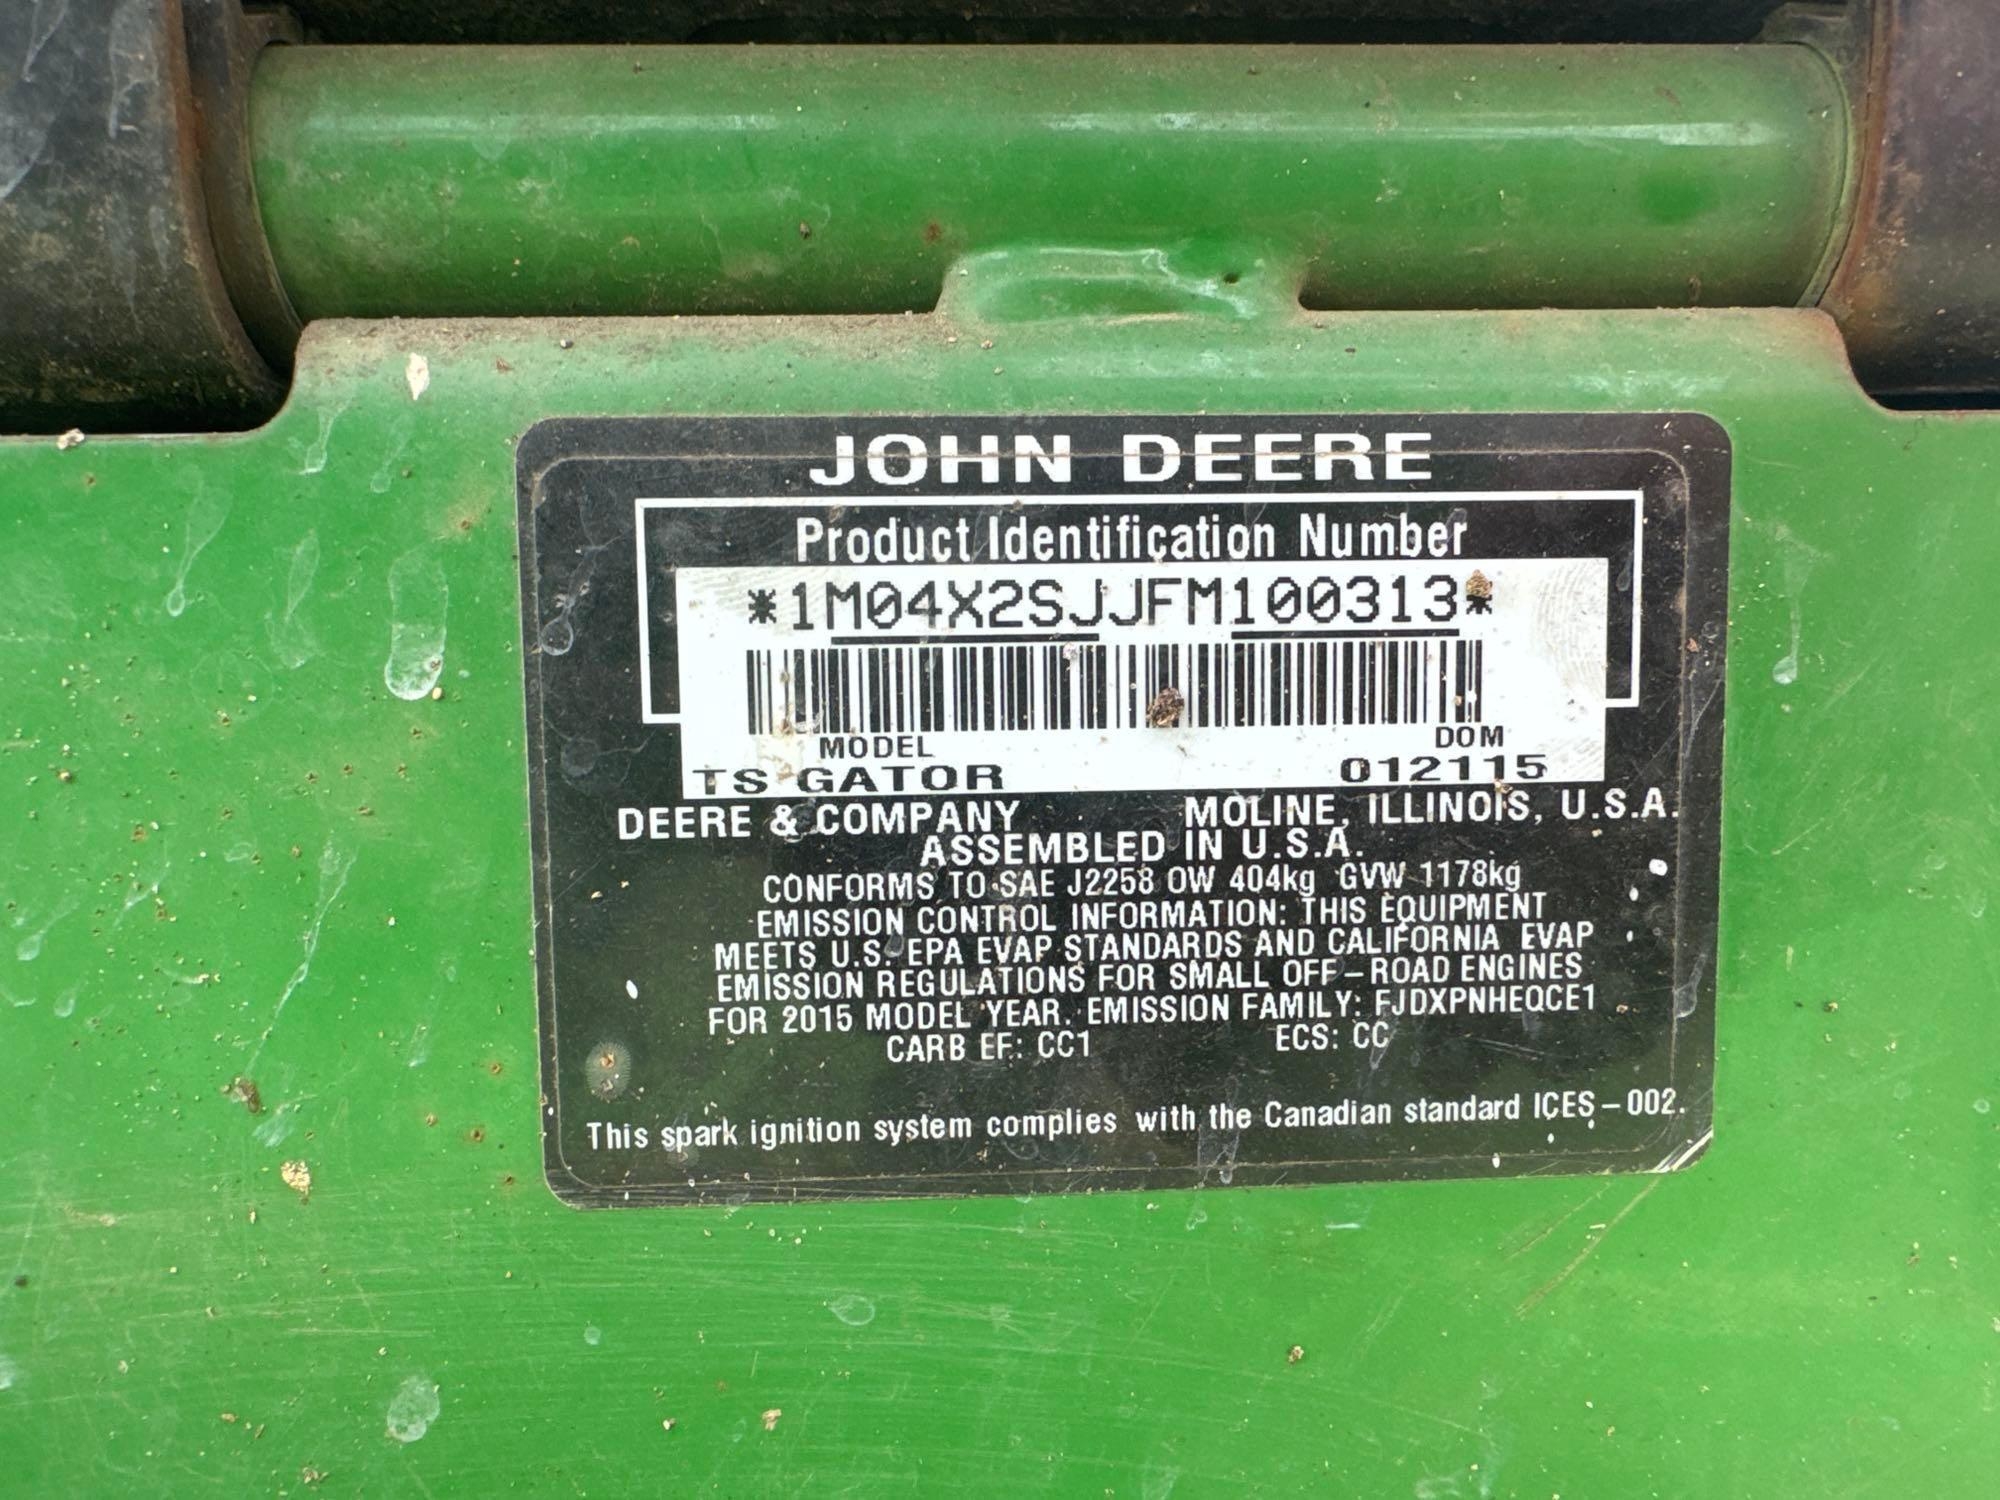 JOHN DEERE
Product Identification Number
*1M04X2SJJFM100313*
MODEL DOM
TS GATOR 012115
DEERE & COMPANY MOLINE, ILLINOIS, U.S.A.
ASSEMBLED IN U.S.A.
CONFORMS TO SAE J2258 OW 404kg GVW 1178kg
EMISSION CONTROL INFORMATION: THIS EQUIPMENT
MEETS U.S. EPA EVAP STANDARDS AND CALIFORNIA EVAP
EMISSION REGULATIONS FOR SMALL OFF-ROAD ENGINES
FOR 2015 MODEL YEAR. EMISSION FAMILY: FJDXPNHEQCE1
CARB EF: CC1 ECS: CC
This spark ignition system complies with the Canadian standard ICES-002.